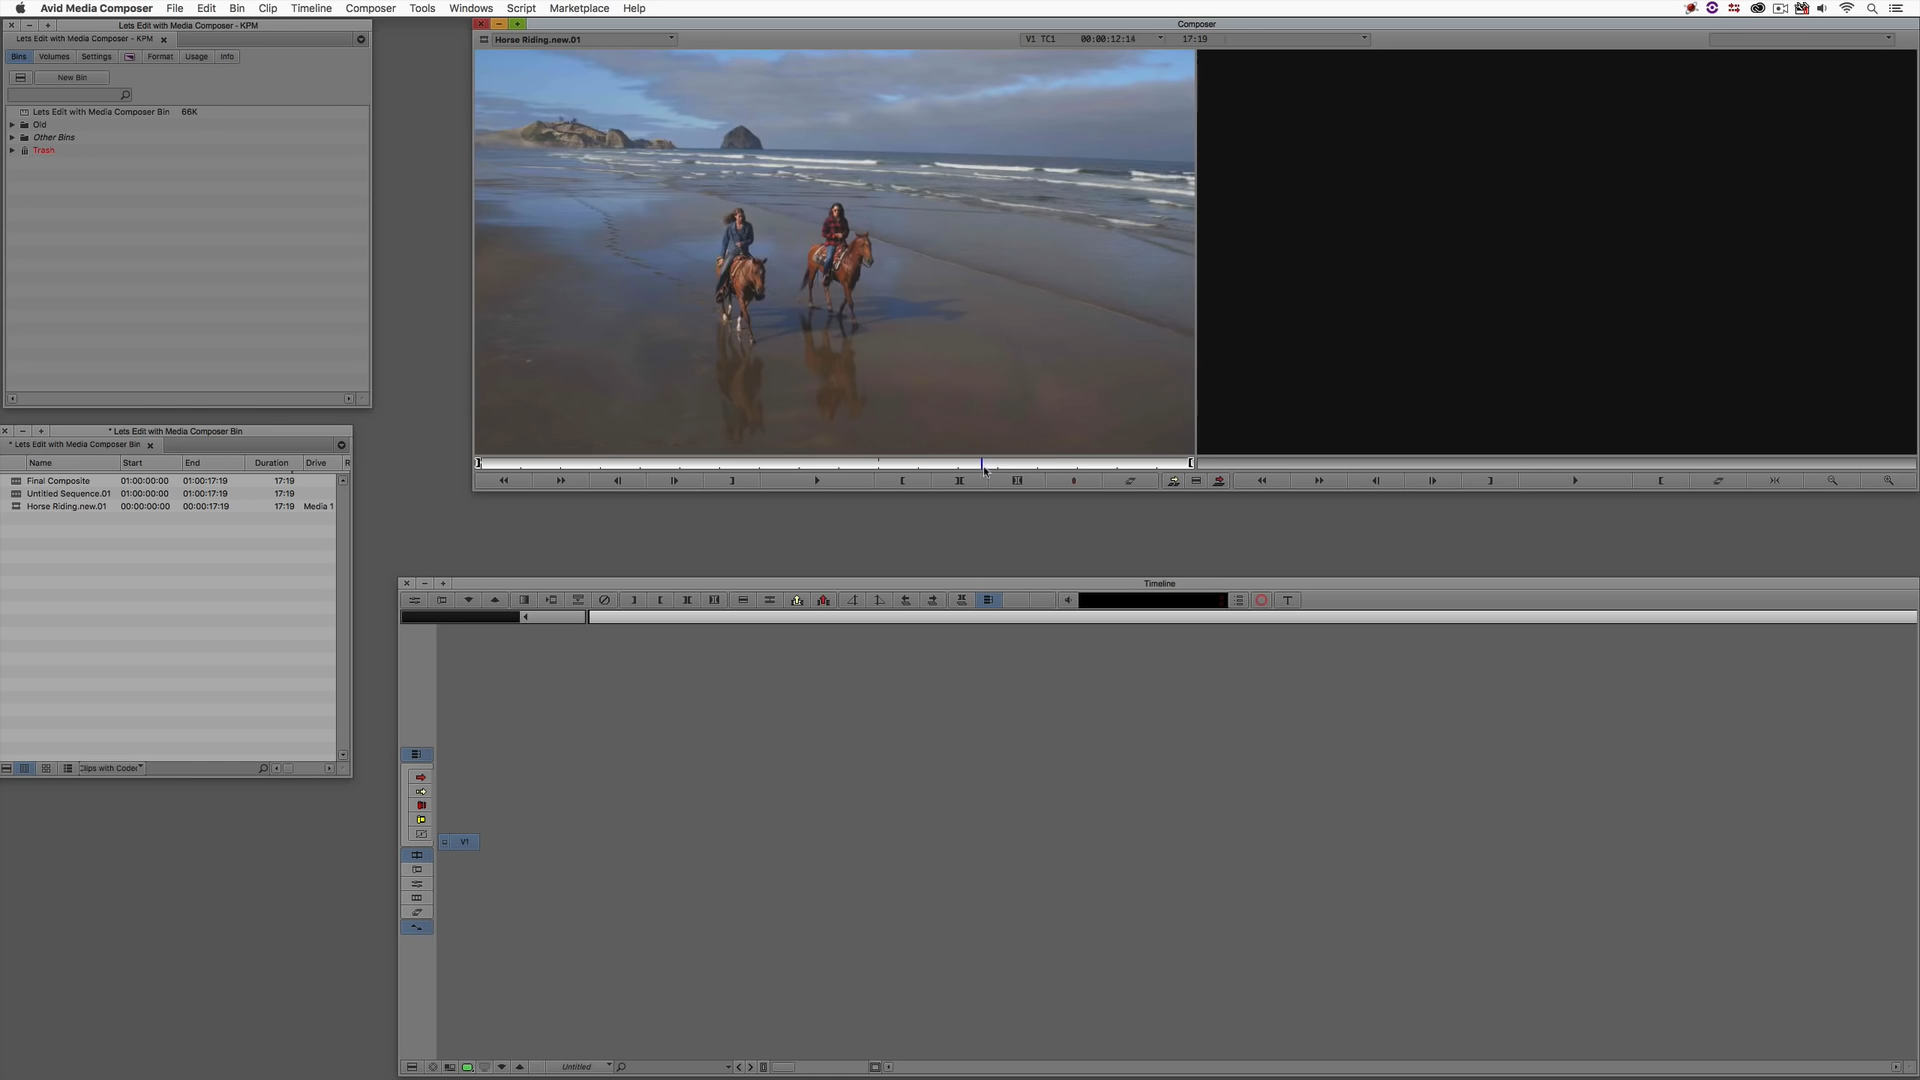 Avid Media Composer File Edit Bin Clip Timeline Composer Tools Windows Script Marketplace Help
Lets Edit with Media Composer - KPM
Lets Edit with Media Composer - KPM
Bins Volumes Settings Format Usage Info
New Bin
Lets Edit with Media Composer Bin 66K
Old
Other Bins
Trash
Composer
Horse Riding.new.01 V1 TC1 00:00:12:14 17:19
* Lets Edit with Media Composer Bin
* Lets Edit with Media Composer Bin
Name Start End Duration Drive R
Final Composite 01:00:00:00 01:00:17:19 17:19
Untitled Sequence.01 01:00:00:00 01:00:17:19 17:19
Horse Riding.new.01 00:00:00:00 00:00:17:19 17:19 Media 1
Clips with Codec
Timeline
V1
Untitled